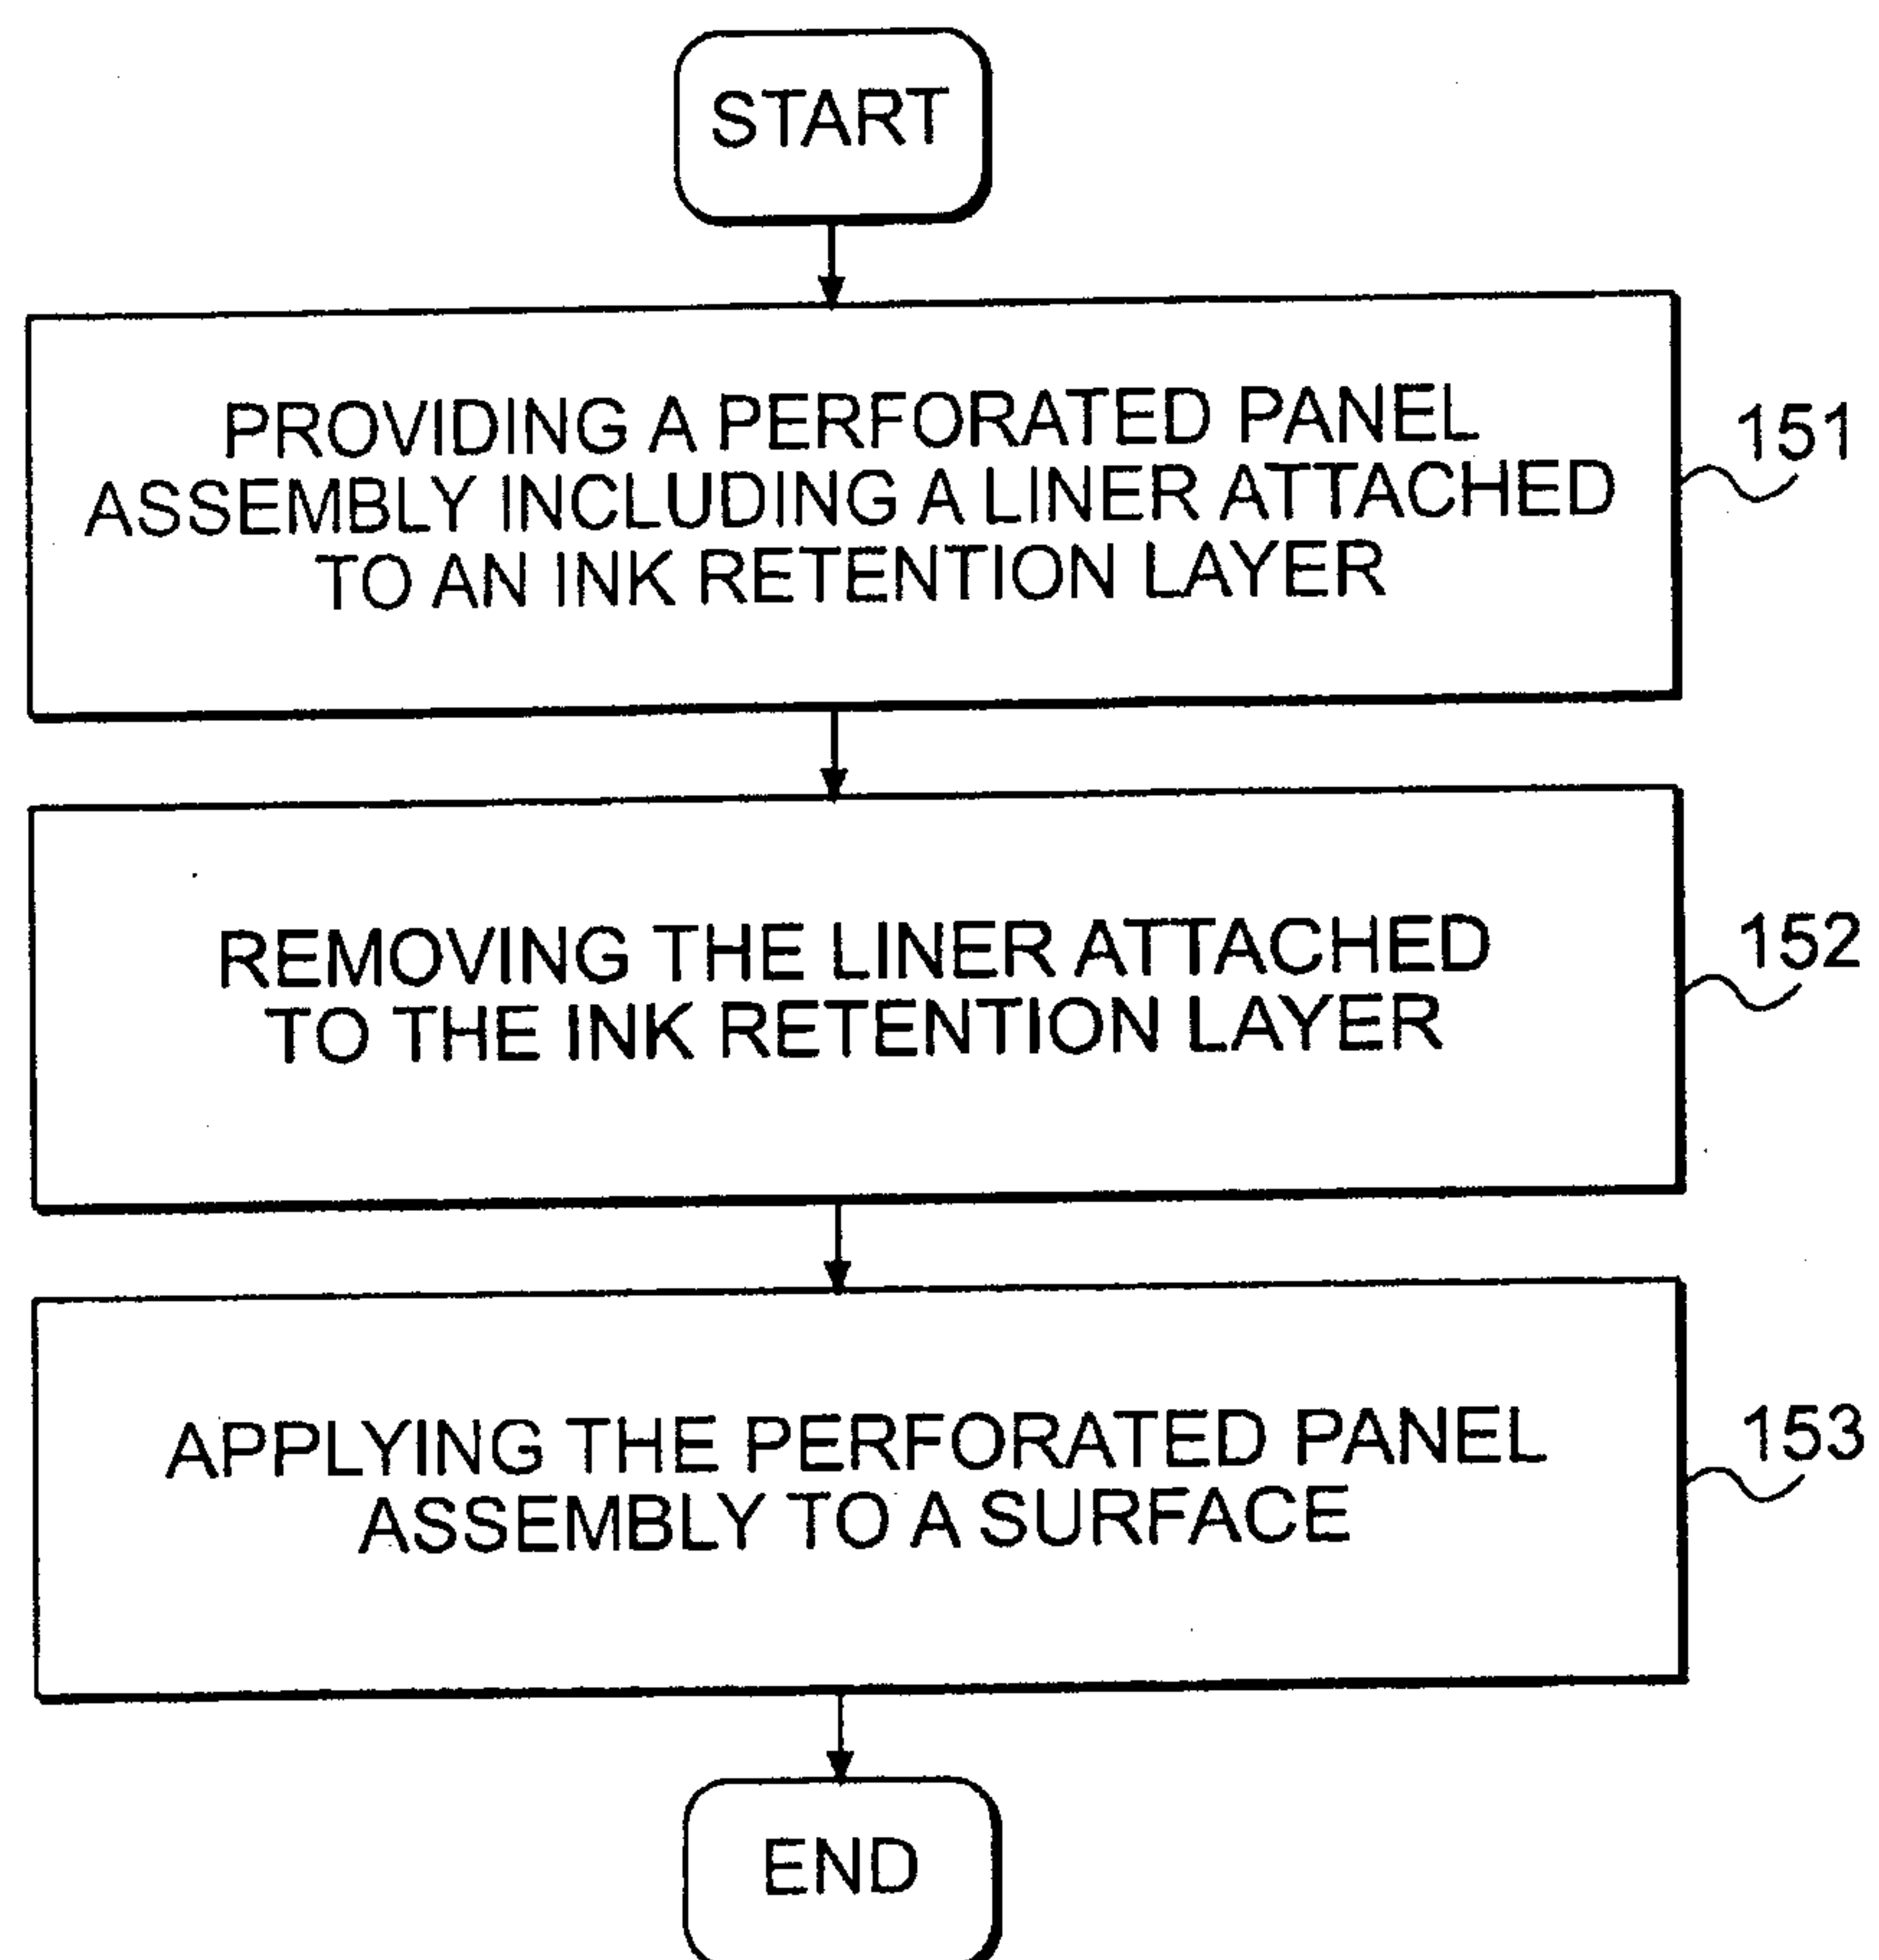 START
PROVIDING A PERFORATED PANEL
ASSEMBLY INCLUDING A LINER ATTACHED
TO AN INK RETENTION LAYER
151
REMOVING THE LINER ATTACHED
TO THE INK RETENTION LAYER
152
APPLYING THE PERFORATED PANEL
ASSEMBLY TO A SURFACE
153
END